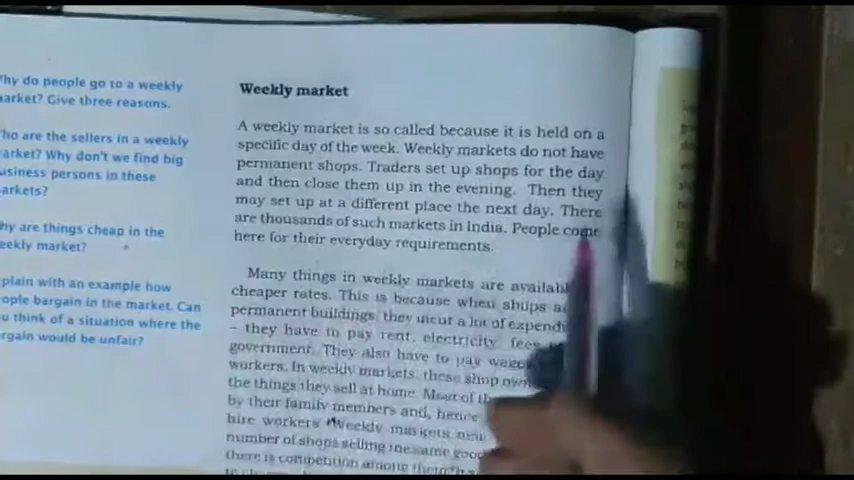 hy do people go to a weekly
arket? Give three reasons.
ho are the sellers in a weekly
arket? Why don't we find big
usiness persons in these
arkets?
hy are things cheap in the
eekly market?
plain with an example how
ople bargain in the market. Can
u think of a situation where the
rgain would be unfair?
Weekly market
A weekly market is so called because it is held on a
specific day of the week. Weekly markets do not have
permanent shops. Traders set up shops for the day
and then close them up in the evening. Then they
may set up at a different place the next day. There
are thousands of such markets in India. People come
here for their everyday requirements.
Many things in weekly markets are availabl
cheaper rates. This is because when shops a
permanent buildings, they incur a lot of expendi
– they have to pay rent, electricity, fees
government. They also have to pay wages
workers. In weekly markets, these shop own
the things they sell at home. Most of th
by their family members and, hence
hire workers. Weekly markets
number of shops selling the same good
there is competition among them